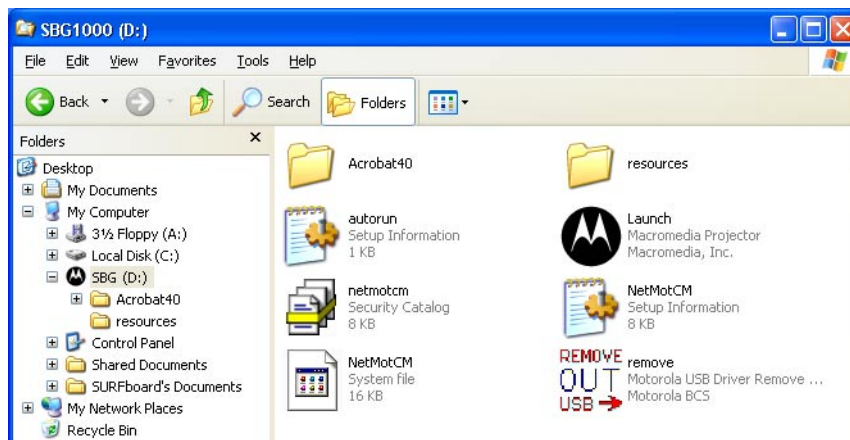 SBG1000 (D:)
File Edit View Favorites Tools Help
Back Search Folders
Folders
Desktop
My Documents
My Computer
3½ Floppy (A:)
Local Disk (C:)
SBG (D:)
Acrobat40
resources
Control Panel
Shared Documents
SURFboard's Documents
My Network Places
Recycle Bin
Acrobat40
resources
autorun
Setup Information
1 KB
Launch
Macromedia Projector
Macromedia, Inc.
netmotcm
Security Catalog
8 KB
NetMotCM
Setup Information
8 KB
NetMotCM
System file
16 KB
REMOVE
OUT
USB
remove
Motorola USB Driver Remove ...
Motorola BCS